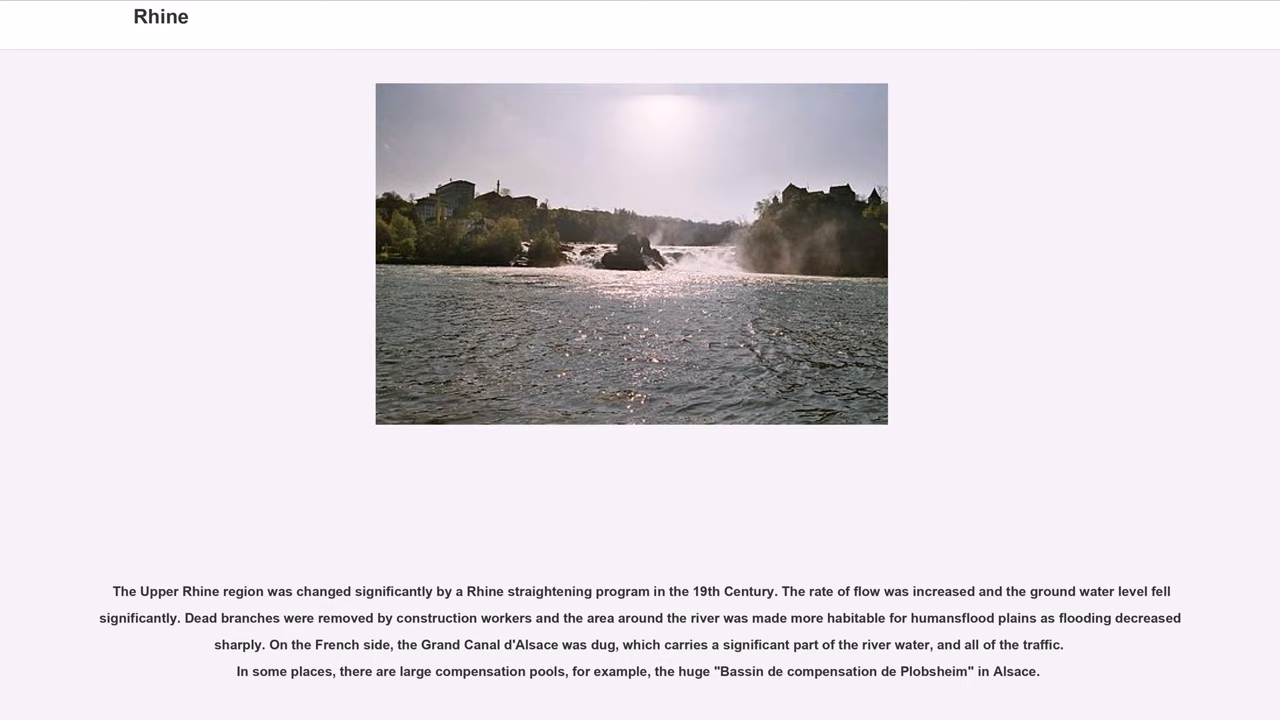 Rhine
The Upper Rhine region was changed significantly by a Rhine straightening program in the 19th Century. The rate of flow was increased and the ground water level fell
significantly. Dead branches were removed by construction workers and the area around the river was made more habitable for humansflood plains as flooding decreased
sharply. On the French side, the Grand Canal d'Alsace was dug, which carries a significant part of the river water, and all of the traffic.
In some places, there are large compensation pools, for example, the huge "Bassin de compensation de Plobsheim" in Alsace.